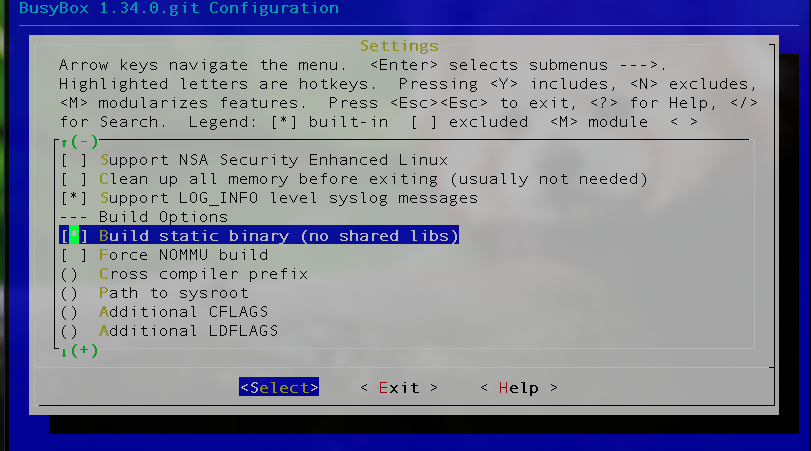 BusyBox 1.34.0.git Configuration
Settings
Arrow keys navigate the menu.  <Enter> selects submenus --->.
Highlighted letters are hotkeys.  Pressing <Y> includes, <N> excludes,
<M> modularizes features.  Press <Esc><Esc> to exit, <?> for Help, </>
for Search.  Legend: [*] built-in  [ ] excluded  <M> module  < >
↑(-)
[ ] Support NSA Security Enhanced Linux
[ ] Clean up all memory before exiting (usually not needed)
[*] Support LOG_INFO level syslog messages
--- Build Options
[*] Build static binary (no shared libs)
[ ] Force NOMMU build
() Cross compiler prefix
() Path to sysroot
() Additional CFLAGS
() Additional LDFLAGS
↓(+)
<Select>    < Exit >    < Help >